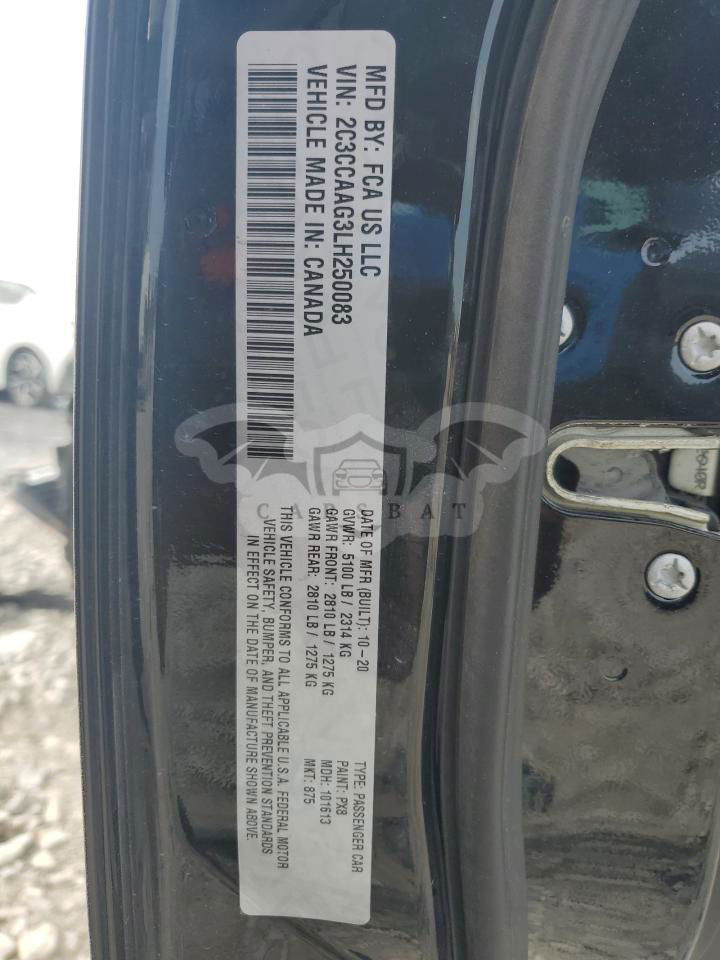 MFD BY: FCA US LLC
VIN: 2C3CCAAG3LH250083
VEHICLE MADE IN: CANADA
DATE OF MFR (BUILT): 10-20
GVWR: 5100 LB / 2314 KG
GAWR FRONT: 2810 LB / 1275 KG
GAWR REAR: 2810 LB / 1275 KG
THIS VEHICLE CONFORMS TO ALL APPLICABLE U.S.A. FEDERAL MOTOR
VEHICLE SAFETY, BUMPER, AND THEFT PREVENTION STANDARDS
IN EFFECT ON THE DATE OF MANUFACTURE SHOWN ABOVE.
TYPE: PASSENGER CAR
PAINT: PX8
MDH: 101613
MKT: 875
CARSBAT